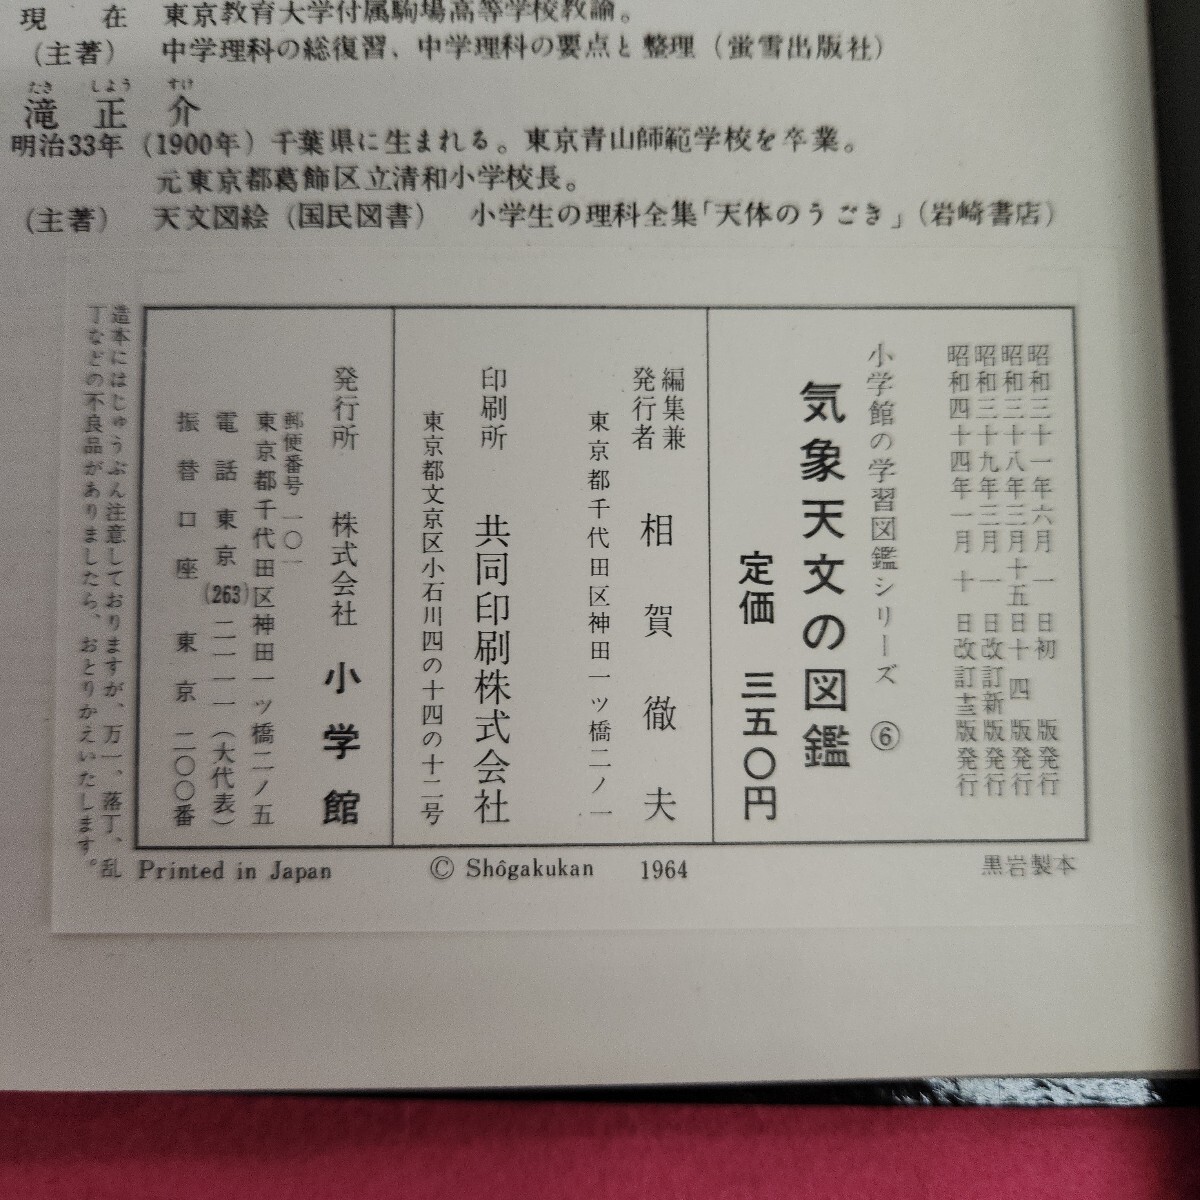 現在 東京教育大学付属駒場高等学校教諭。
(主著) 中学理科の総復習、中学理科の要点と整理(蛍雪出版社)
たき しょう すけ
滝 正 介
明治33年(1900年)千葉県に生まれる。東京青山師範学校を卒業。
元東京都葛飾区立清和小学校長。
(主著) 天文図絵(国民図書) 小学生の理科全集「天体のうごき」(岩崎書店)
昭和三十一年六月一日初版発行
昭和三十八年三月十五日十四版発行
昭和三十九年三月一日改訂新版発行
昭和四十四年一月十日改訂十三版発行
小学館の学習図鑑シリーズ ⑥
気象天文の図鑑
定価 三五〇円
編集兼
発行者 相賀徹夫
東京都千代田区神田一ツ橋二ノ一
印刷所 共同印刷株式会社
東京都文京区小石川四の十四の十二号
発行所 株式会社 小学館
郵便番号 一〇一
東京都千代田区神田一ツ橋二ノ五
電話 東京(263)二一一一(大代表)
振替口座 東京 二〇〇番
造本にはじゅうぶん注意しておりますが、万一、落丁、乱
丁などの不良品がありましたら、おとりかえいたします。
Printed in Japan
© Shôgakukan 1964
黒岩製本